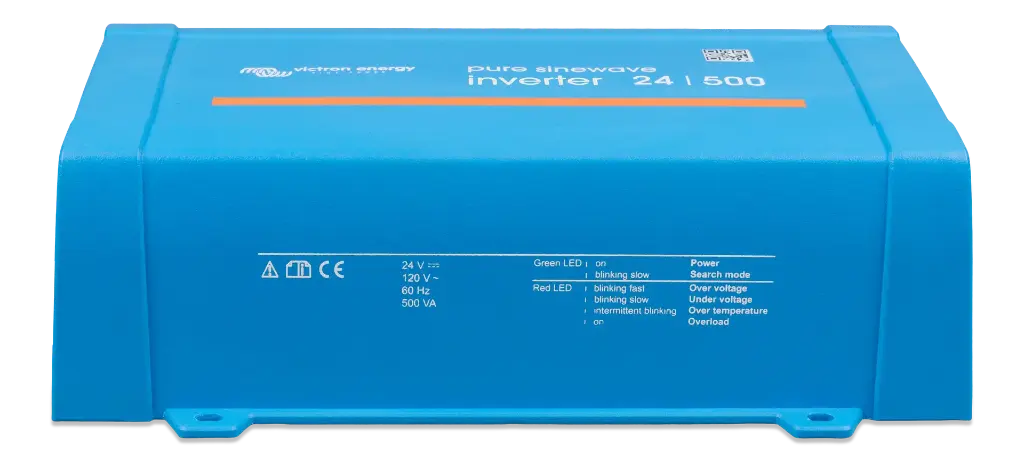 victron energy
pure sinewave
inverter 24 | 500
CE
24 V ⎓
120 V ~
60 Hz
500 VA
Green LED on Power
blinking slow Search mode
Red LED blinking fast Over voltage
blinking slow Under voltage
intermittent blinking Over temperature
on Overload